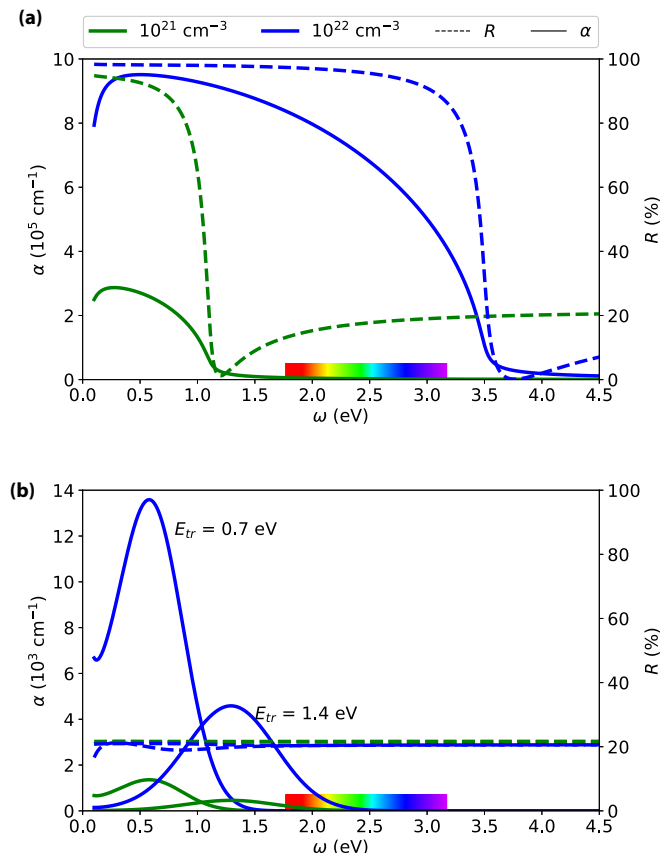 (a)
10²¹ cm⁻³ 10²² cm⁻³ R α
10 100
8 80
6 60
4 40
2 20
0 0
α (10⁵ cm⁻¹)
R (%)
0.0 0.5 1.0 1.5 2.0 2.5 3.0 3.5 4.0 4.5
ω (eV)
(b)
14 100
12 80
10 60
8 40
6 20
4 0
2
0
α (10³ cm⁻¹)
R (%)
E_tr = 0.7 eV
E_tr = 1.4 eV
0.0 0.5 1.0 1.5 2.0 2.5 3.0 3.5 4.0 4.5
ω (eV)